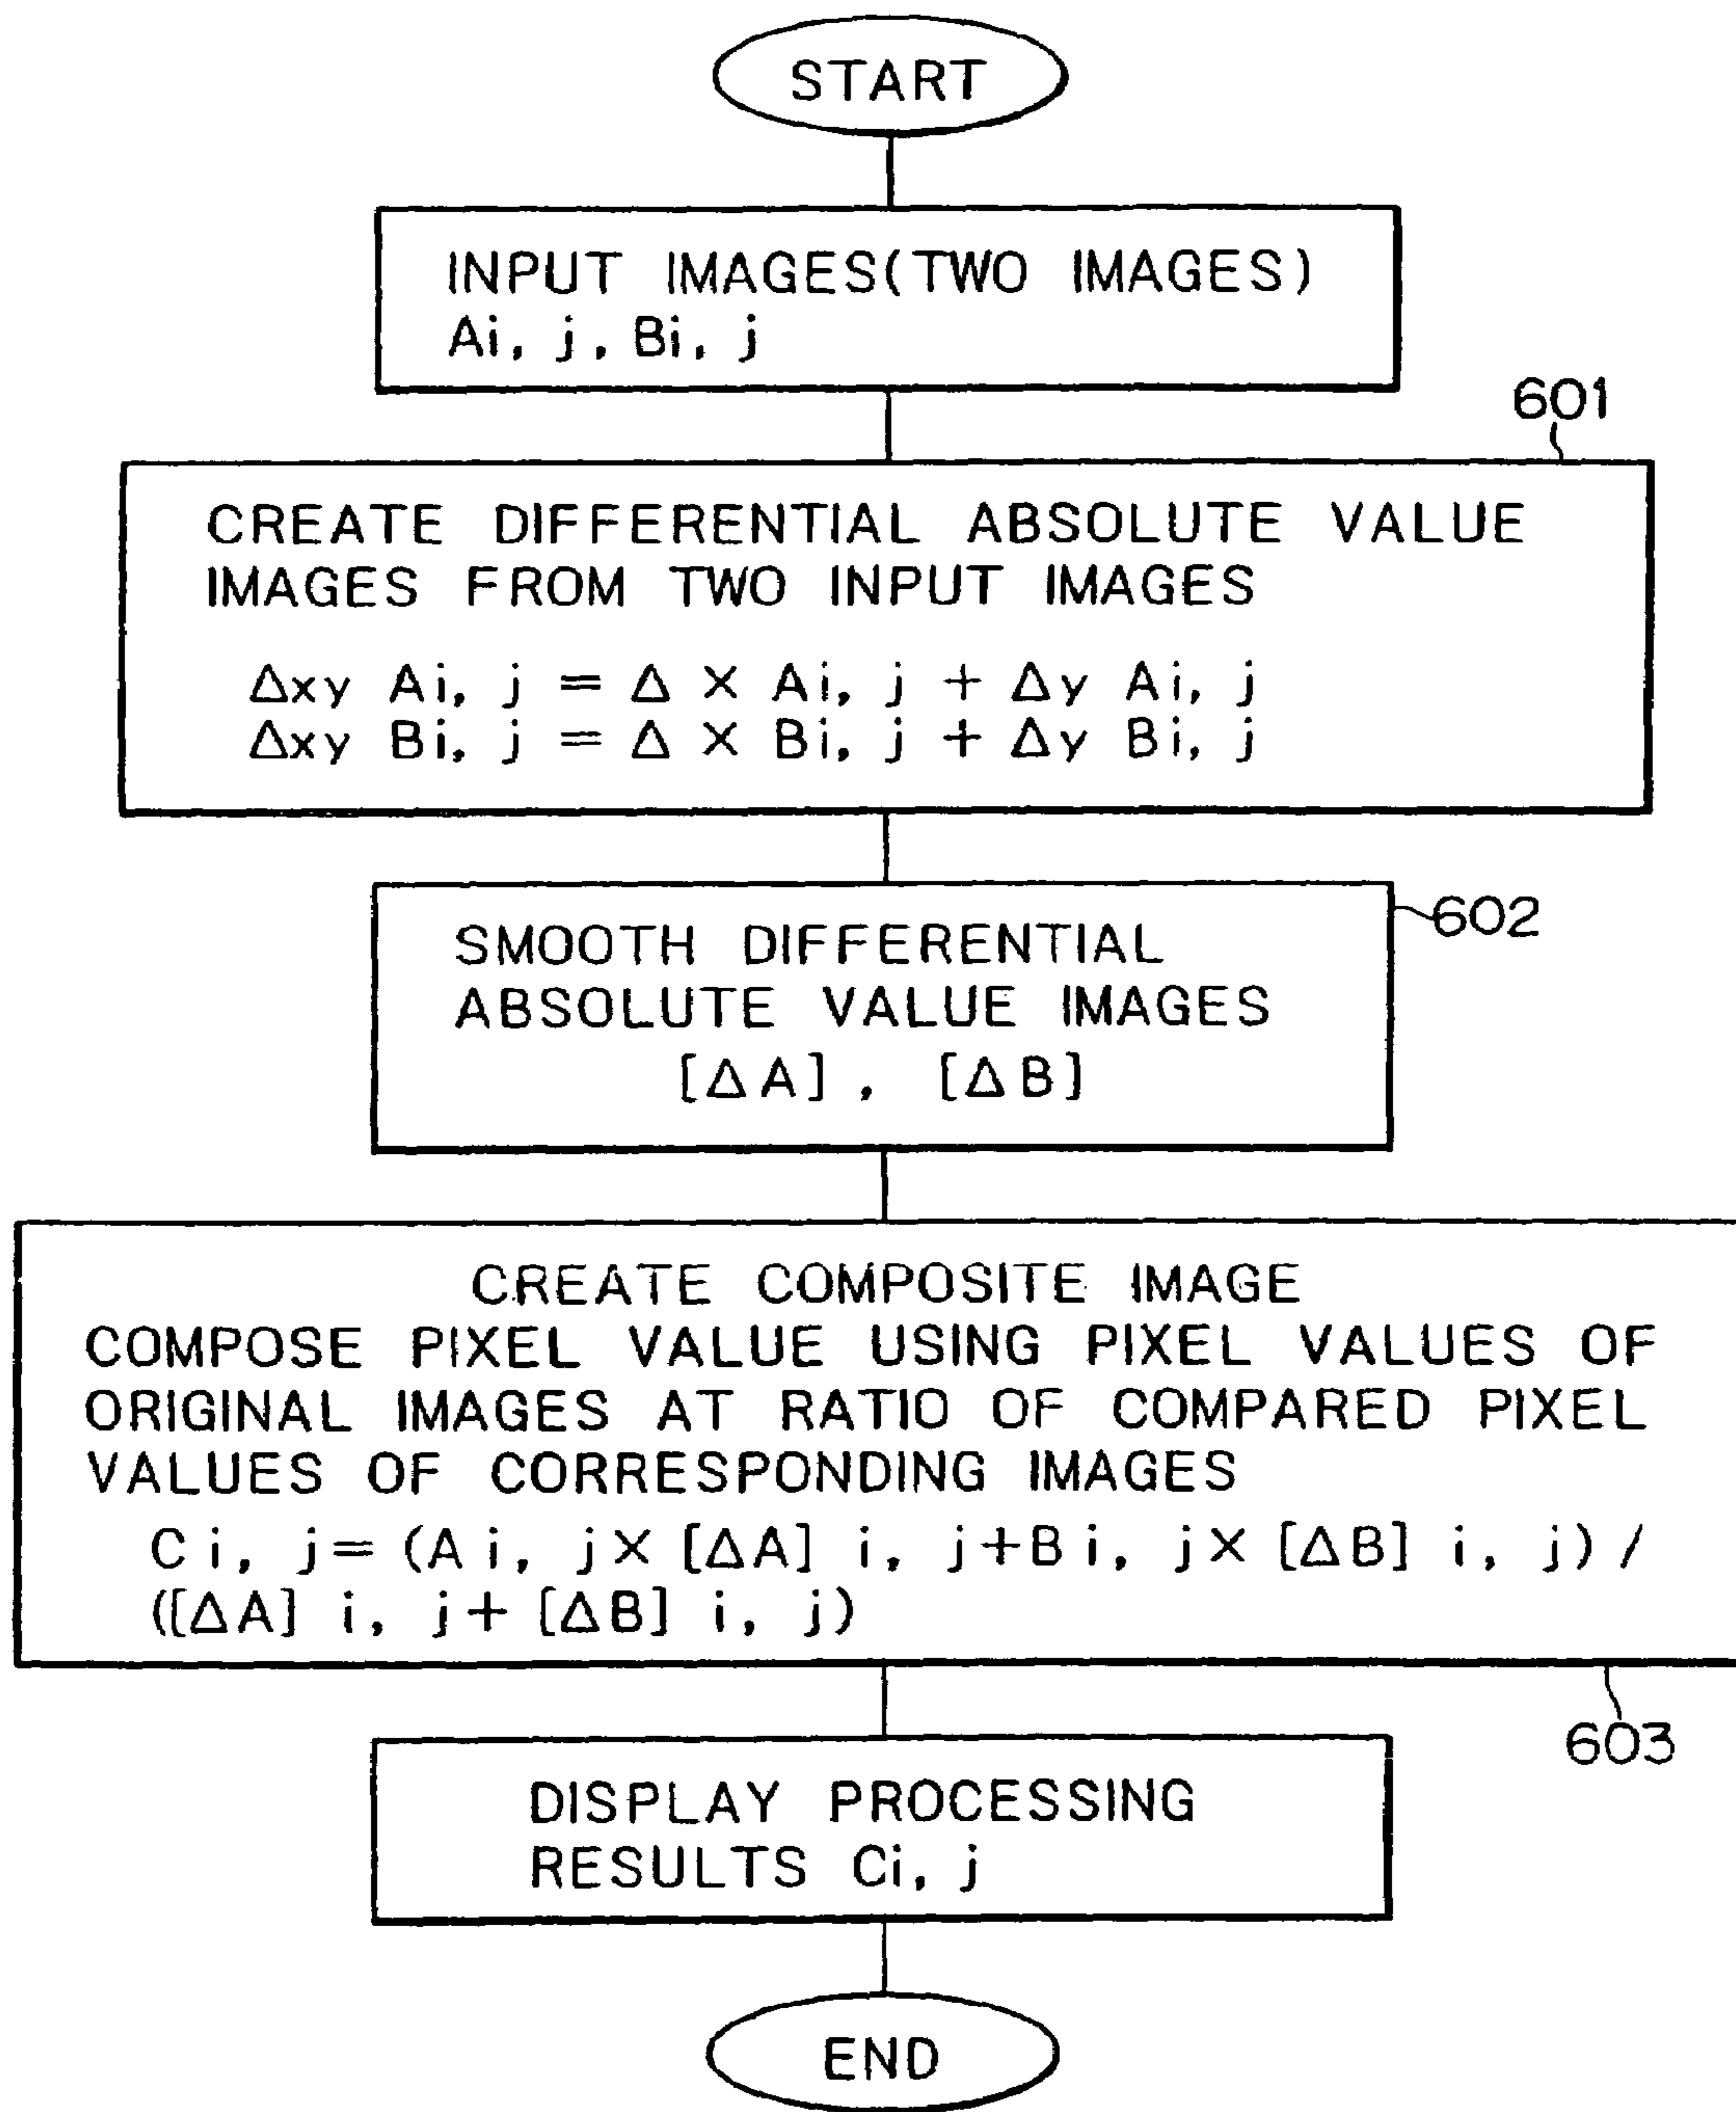 START
INPUT IMAGES(TWO IMAGES)
Ai, j, Bi, j
601
CREATE DIFFERENTIAL ABSOLUTE VALUE
IMAGES FROM TWO INPUT IMAGES
Δxy Ai, j = Δ × Ai, j + Δy Ai, j
Δxy Bi, j = Δ × Bi, j + Δy Bi, j
602
SMOOTH DIFFERENTIAL
ABSOLUTE VALUE IMAGES
[ΔA], [ΔB]
CREATE COMPOSITE IMAGE
COMPOSE PIXEL VALUE USING PIXEL VALUES OF
ORIGINAL IMAGES AT RATIO OF COMPARED PIXEL
VALUES OF CORRESPONDING IMAGES
Ci, j=(Ai, j× [ΔA] i, j+Bi, j× [ΔB] i, j) /
([ΔA] i, j+ [ΔB] i, j)
603
DISPLAY PROCESSING
RESULTS Ci, j
END